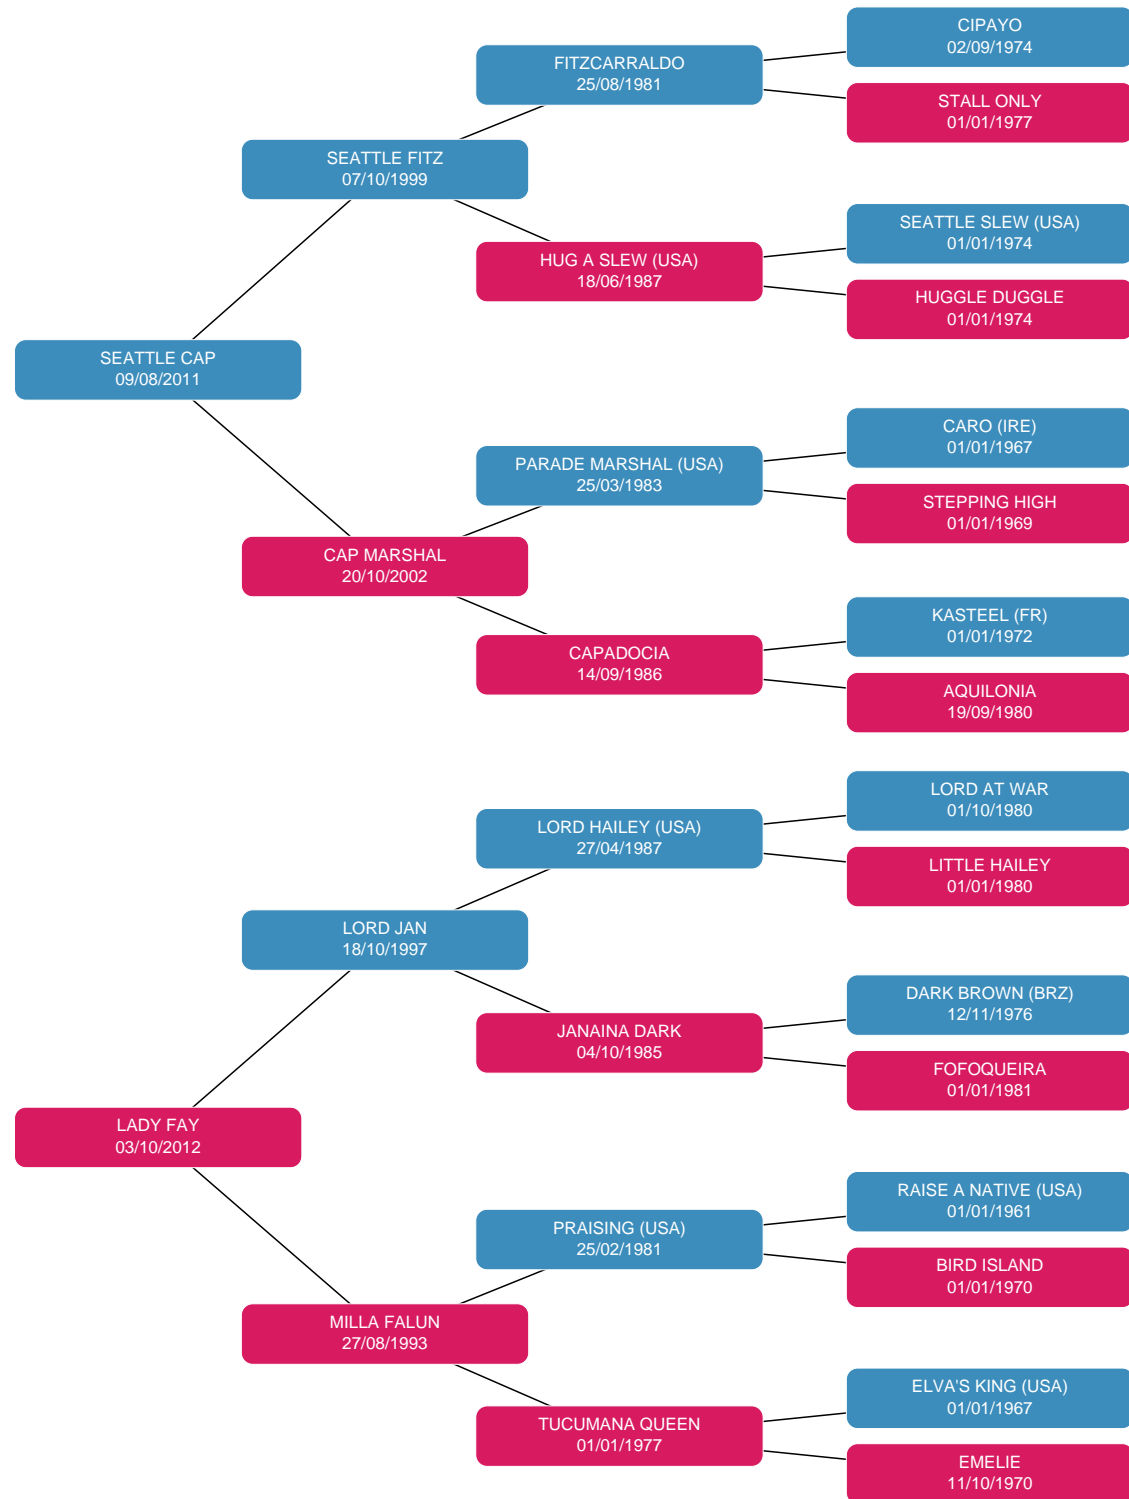 CIPAYO
02/09/1974
FITZCARRALDO
25/08/1981
STALL ONLY
01/01/1977
SEATTLE FITZ
07/10/1999
SEATTLE SLEW (USA)
01/01/1974
HUG A SLEW (USA)
18/06/1987
HUGGLE DUGGLE
01/01/1974
SEATTLE CAP
09/08/2011
CARO (IRE)
01/01/1967
PARADE MARSHAL (USA)
25/03/1983
STEPPING HIGH
01/01/1969
CAP MARSHAL
20/10/2002
KASTEEL (FR)
01/01/1972
CAPADOCIA
14/09/1986
AQUILONIA
19/09/1980
LORD AT WAR
01/10/1980
LORD HAILEY (USA)
27/04/1987
LITTLE HAILEY
01/01/1980
LORD JAN
18/10/1997
DARK BROWN (BRZ)
12/11/1976
JANAINA DARK
04/10/1985
FOFOQUEIRA
01/01/1981
LADY FAY
03/10/2012
RAISE A NATIVE (USA)
01/01/1961
PRAISING (USA)
25/02/1981
BIRD ISLAND
01/01/1970
MILLA FALUN
27/08/1993
ELVA'S KING (USA)
01/01/1967
TUCUMANA QUEEN
01/01/1977
EMELIE
11/10/1970